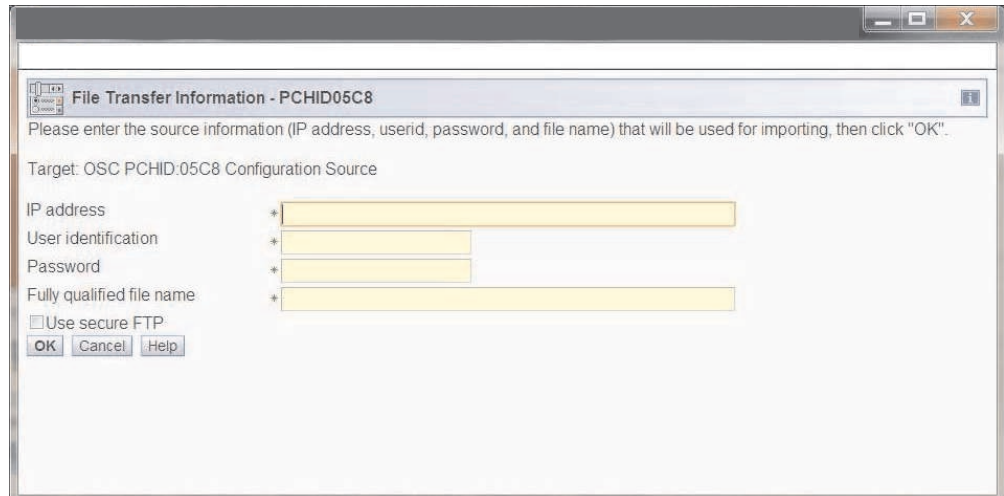 File Transfer Information - PCHID05C8
Please enter the source information (IP address, userid, password, and file name) that will be used for importing, then click "OK".
Target: OSC PCHID:05C8 Configuration Source
IP address *
User identification *
Password *
Fully qualified file name *
Use secure FTP
OK Cancel Help